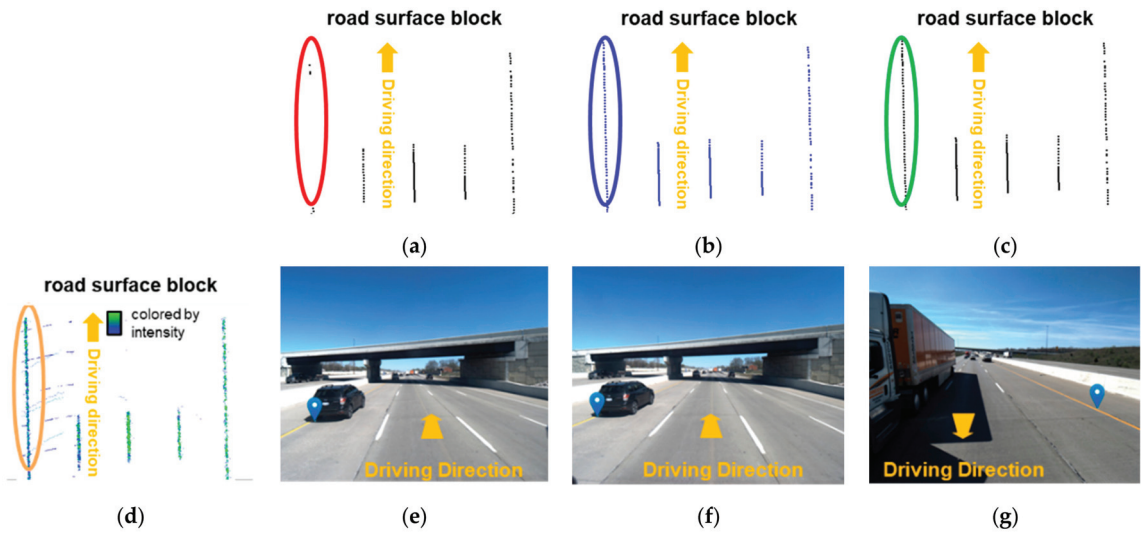 road surface block
Driving direction
(a)
road surface block
Driving direction
(b)
road surface block
Driving direction
(c)
road surface block
colored by
intensity
Driving direction
(d)
Driving Direction
(e)
Driving Direction
(f)
Driving Direction
(g)